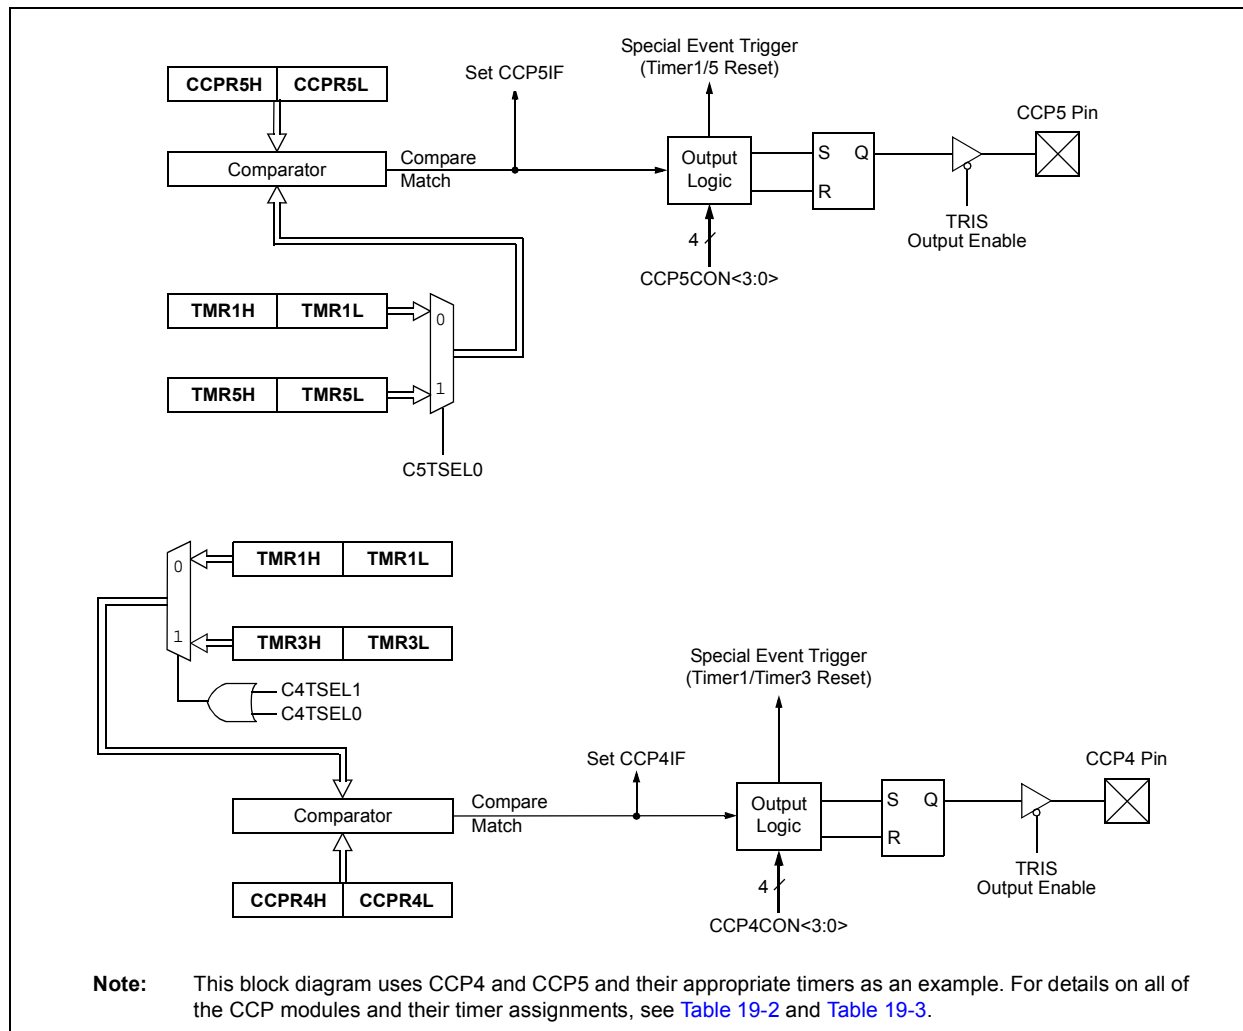 Special Event Trigger
(Timer1/5 Reset)
Set CCP5IF
CCPR5H CCPR5L
CCP5 Pin
Comparator
Compare
Match
Output
Logic
S Q
R
TRIS
Output Enable
4
CCP5CON<3:0>
TMR1H TMR1L
0
TMR5H TMR5L
1
C5TSEL0
TMR1H TMR1L
0
TMR3H TMR3L
1
C4TSEL1
C4TSEL0
Special Event Trigger
(Timer1/Timer3 Reset)
Set CCP4IF
CCP4 Pin
Comparator
Compare
Match
Output
Logic
S Q
R
TRIS
Output Enable
4
CCPR4H CCPR4L
CCP4CON<3:0>
Note: This block diagram uses CCP4 and CCP5 and their appropriate timers as an example. For details on all of
the CCP modules and their timer assignments, see Table 19-2 and Table 19-3.